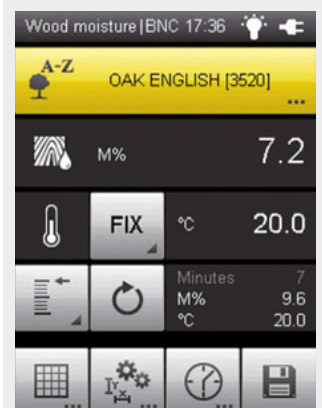 Wood moisture|BNC 17:36
A-Z
OAK ENGLISH [3520]
...
M% 7.2
FIX °C 20.0
Minutes 7
M% 9.6
°C 20.0